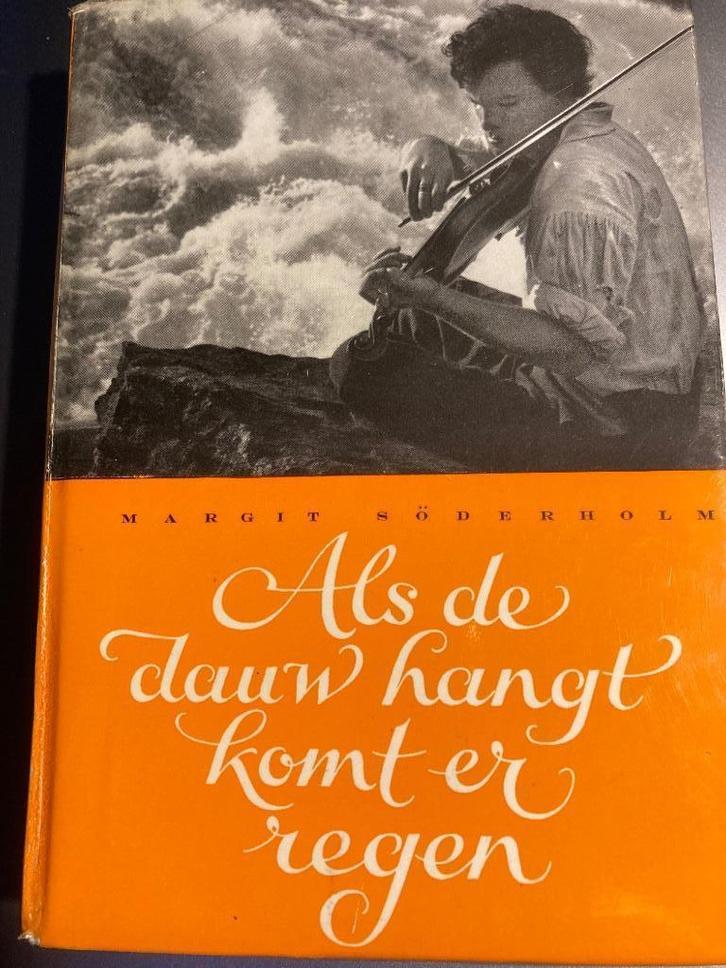 MARGIT SÖDERHOLM
Als de
dauw hangt
komt er
regen